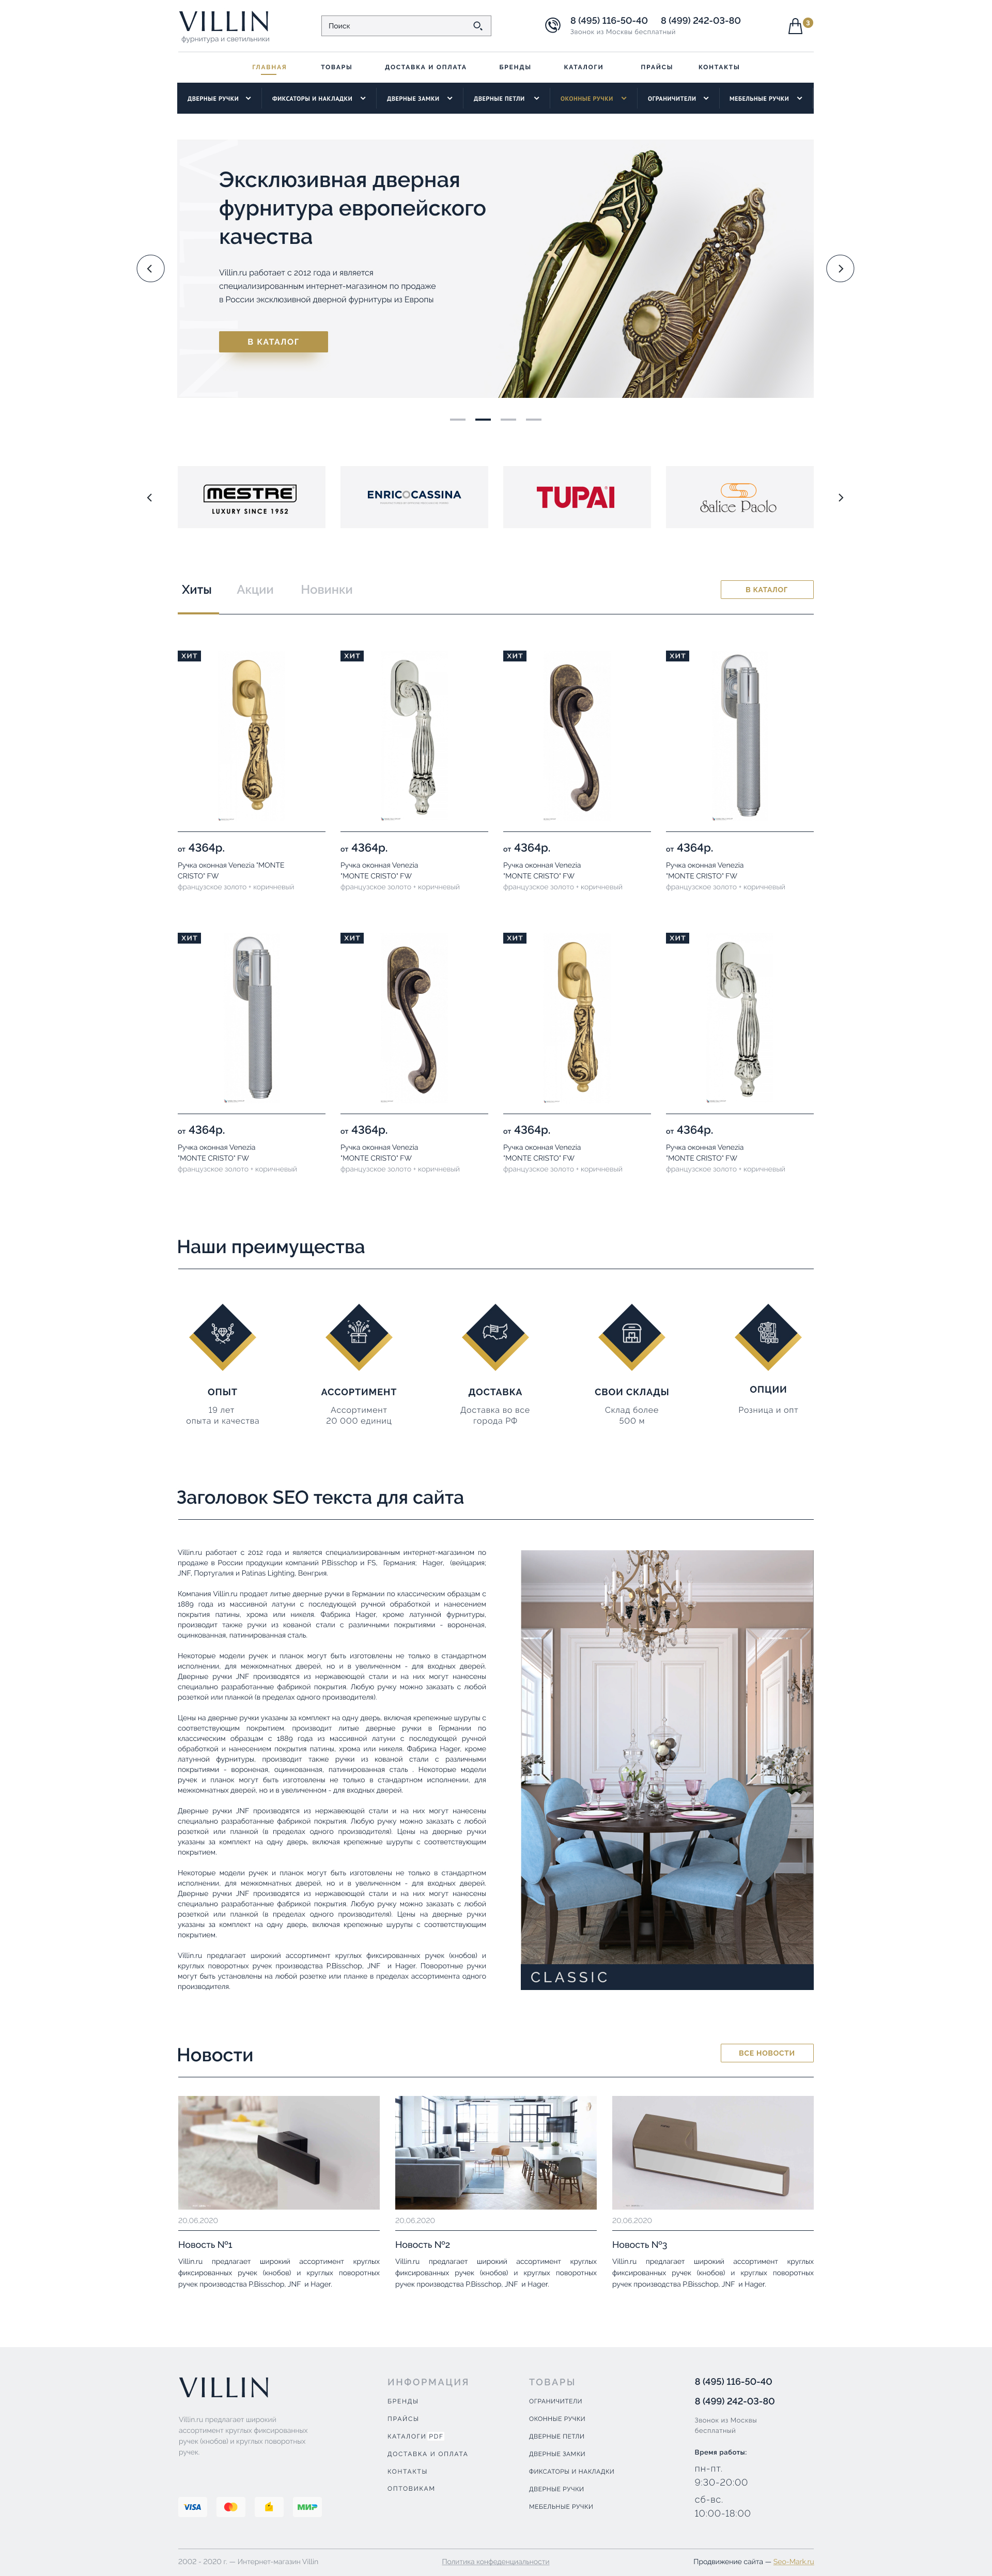 VILLIN
фурнитура и светильники
Поиск
8 (495) 116-50-40 8 (499) 242-03-80
Звонок из Москвы бесплатный
3
ГЛАВНАЯ ТОВАРЫ ДОСТАВКА И ОПЛАТА БРЕНДЫ КАТАЛОГИ ПРАЙСЫ КОНТАКТЫ
ДВЕРНЫЕ РУЧКИ ФИКСАТОРЫ И НАКЛАДКИ ДВЕРНЫЕ ЗАМКИ ДВЕРНЫЕ ПЕТЛИ ОКОННЫЕ РУЧКИ ОГРАНИЧИТЕЛИ МЕБЕЛЬНЫЕ РУЧКИ
Эксклюзивная дверная
фурнитура европейского
качества
Villin.ru работает с 2012 года и является
специализированным интернет-магазином по продаже
в России эксклюзивной дверной фурнитуры из Европы
В КАТАЛОГ
MESTRE
LUXURY SINCE 1952
ENRICOCASSINA
TUPAI
Salice Paolo
Хиты Акции Новинки
В КАТАЛОГ
ХИТ ХИТ ХИТ ХИТ
от 4364р. от 4364р. от 4364р. от 4364р.
Ручка оконная Venezia "MONTE Ручка оконная Venezia Ручка оконная Venezia Ручка оконная Venezia
CRISTO" FW "MONTE CRISTO" FW "MONTE CRISTO" FW "MONTE CRISTO" FW
французское золото + коричневый французское золото + коричневый французское золото + коричневый французское золото + коричневый
ХИТ ХИТ ХИТ ХИТ
от 4364р. от 4364р. от 4364р. от 4364р.
Ручка оконная Venezia Ручка оконная Venezia Ручка оконная Venezia Ручка оконная Venezia
"MONTE CRISTO" FW "MONTE CRISTO" FW "MONTE CRISTO" FW "MONTE CRISTO" FW
французское золото + коричневый французское золото + коричневый французское золото + коричневый французское золото + коричневый
Наши преимущества
ОПЫТ АССОРТИМЕНТ ДОСТАВКА СВОИ СКЛАДЫ ОПЦИИ
19 лет Ассортимент Доставка во все Склад более Розница и опт
опыта и качества 20 000 единиц города РФ 500 м
Заголовок SEO текста для сайта
Villin.ru работает с 2012 года и является специализированным интернет-магазином по
продаже в России продукции компаний P.Bisschop и FS, Германия; Hager, (вейцария;
JNF, Португалия и Patinas Lighting, Венгрия.
Компания Villin.ru продает литые дверные ручки в Германии по классическим образцам с
1889 года из массивной латуни с последующей ручной обработкой и нанесением
покрытия патины, хрома или никеля. Фабрика Hager, кроме латунной фурнитуры,
производит также ручки из кованой стали с различными покрытиями - вороненая,
оцинкованная, патинированная сталь.
Некоторые модели ручек и планок могут быть изготовлены не только в стандартном
исполнении, для межкомнатных дверей, но и в увеличенном - для входных дверей.
Дверные ручки JNF производятся из нержавеющей стали и на них могут нанесены
специально разработанные фабрикой покрытия. Любую ручку можно заказать с любой
розеткой или планкой (в пределах одного производителя).
Цены на дверные ручки указаны за комплект на одну дверь, включая крепежные шурупы с
соответствующим покрытием. производит литые дверные ручки в Германии по
классическим образцам с 1889 года из массивной латуни с последующей ручной
обработкой и нанесением покрытия патины, хрома или никеля. Фабрика Hager, кроме
латунной фурнитуры, производит также ручки из кованой стали с различными
покрытиями - вороненая, оцинкованная, патинированная сталь . Некоторые модели
ручек и планок могут быть изготовлены не только в стандартном исполнении, для
межкомнатных дверей, но и в увеличенном - для входных дверей.
Дверные ручки JNF производятся из нержавеющей стали и на них могут нанесены
специально разработанные фабрикой покрытия. Любую ручку можно заказать с любой
розеткой или планкой (в пределах одного производителя). Цены на дверные ручки
указаны за комплект на одну дверь, включая крепежные шурупы с соответствующим
покрытием.
Некоторые модели ручек и планок могут быть изготовлены не только в стандартном
исполнении, для межкомнатных дверей, но и в увеличенном - для входных дверей.
Дверные ручки JNF производятся из нержавеющей стали и на них могут нанесены
специально разработанные фабрикой покрытия. Любую ручку можно заказать с любой
розеткой или планкой (в пределах одного производителя). Цены на дверные ручки
указаны за комплект на одну дверь, включая крепежные шурупы с соответствующим
покрытием.
Villin.ru предлагает широкий ассортимент круглых фиксированных ручек (кнобов) и
круглых поворотных ручек производства P.Bisschop, JNF и Hager. Поворотные ручки
могут быть установлены на любой розетке или планке в пределах ассортимента одного
производителя.
CLASSIC
Новости
ВСЕ НОВОСТИ
20.06.2020 20.06.2020 20.06.2020
Новость №1 Новость №2 Новость №3
Villin.ru предлагает широкий ассортимент круглых Villin.ru предлагает широкий ассортимент круглых Villin.ru предлагает широкий ассортимент круглых
фиксированных ручек (кнобов) и круглых поворотных фиксированных ручек (кнобов) и круглых поворотных фиксированных ручек (кнобов) и круглых поворотных
ручек производства P.Bisschop, JNF и Hager. ручек производства P.Bisschop, JNF и Hager. ручек производства P.Bisschop, JNF и Hager.
VILLIN
Villin.ru предлагает широкий
ассортимент круглых фиксированных
ручек (кнобов) и круглых поворотных
ручек.
VISA
МИР
ИНФОРМАЦИЯ
БРЕНДЫ
ПРАЙСЫ
КАТАЛОГИ PDF
ДОСТАВКА И ОПЛАТА
КОНТАКТЫ
ОПТОВИКАМ
ТОВАРЫ
ОГРАНИЧИТЕЛИ
ОКОННЫЕ РУЧКИ
ДВЕРНЫЕ ПЕТЛИ
ДВЕРНЫЕ ЗАМКИ
ФИКСАТОРЫ И НАКЛАДКИ
ДВЕРНЫЕ РУЧКИ
МЕБЕЛЬНЫЕ РУЧКИ
8 (495) 116-50-40
8 (499) 242-03-80
Звонок из Москвы
бесплатный
Время работы:
пн-пт.
9:30-20:00
сб-вс.
10:00-18:00
2002 - 2020 г. — Интернет-магазин Villin
Политика конфеденциальности
Продвижение сайта — Seo-Mark.ru